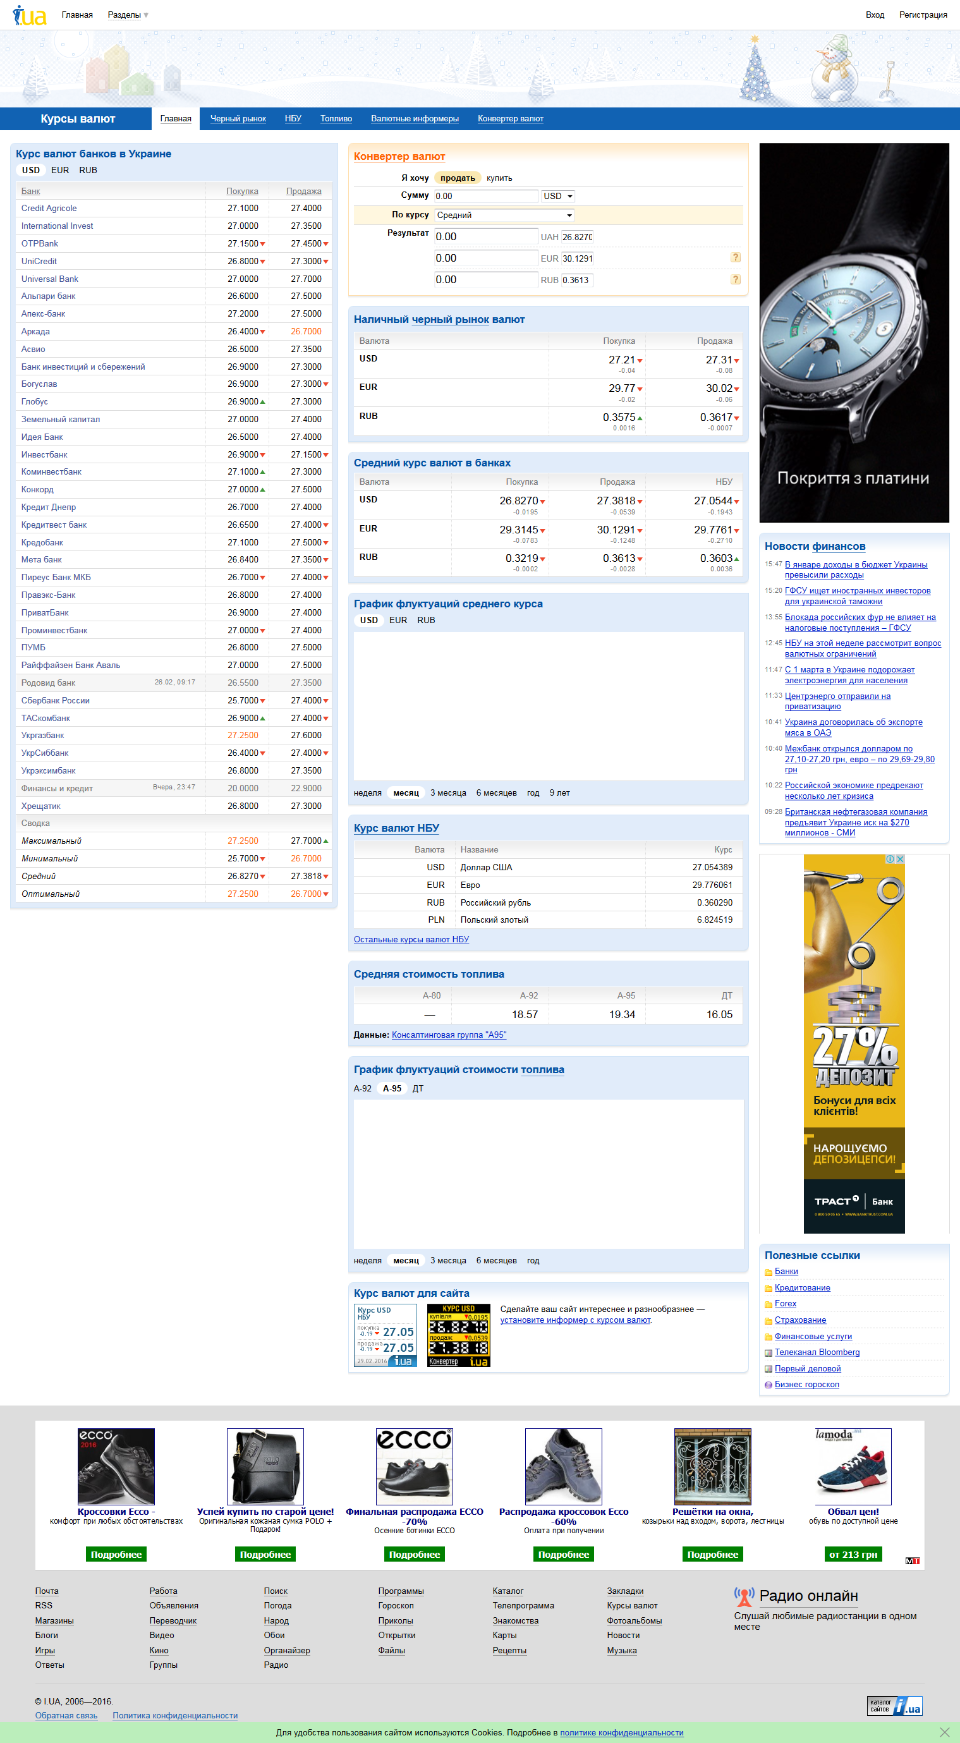 i.ua Главная Разделы Вход Регистрация
Курсы валют Главная Черный рынок НБУ Топливо Валютные информеры Конвертер валют
Курс валют банков в Украине
USD EUR RUB
Банк Покупка Продажа
Credit Agricole 27.1000 27.4000
International Invest 27.0000 27.3500
OTPBank 27.1500 27.4500
UniCredit 26.8000 27.3000
Universal Bank 27.0000 27.7000
Альпари банк 26.6000 27.5000
Апекс-банк 27.2000 27.5000
Аркада 26.4000 26.7000
Асвио 26.5000 27.3500
Банк инвестиций и сбережений 26.9000 27.3000
Богуслав 26.9000 27.3000
Глобус 26.9000 27.3000
Земельный капитал 27.0000 27.4000
Идея Банк 26.5000 27.4000
Инвестбанк 26.9000 27.1500
Коминвестбанк 27.1000 27.3000
Конкорд 27.0000 27.5000
Кредит Днепр 26.7000 27.4000
Кредитвест банк 26.6500 27.4000
Кредобанк 27.1000 27.5000
Мета банк 26.8400 27.3500
Пиреус Банк МКБ 26.7000 27.4000
Правэкс-Банк 26.8000 27.4000
ПриватБанк 26.9000 27.4000
Проминвестбанк 27.0000 27.4000
ПУМБ 26.8000 27.5000
Райффайзен Банк Аваль 27.0000 27.5000
Родовид банк 26.02, 09:17 26.5500 27.3500
Сбербанк России 25.7000 27.4000
ТАСкомбанк 26.9000 27.4000
Укргазбанк 27.2500 27.6000
УкрСиббанк 26.4000 27.4000
Укрэксимбанк 26.8000 27.3500
Финансы и кредит Вчера, 23:47 20.0000 22.9000
Хрещатик 26.8000 27.3000
Сводка
Максимальный 27.2500 27.7000
Минимальный 25.7000 26.7000
Средний 26.8270 27.3818
Оптимальный 27.2500 26.7000
Конвертер валют
Я хочу продать купить
Сумму 0.00 USD
По курсу Средний
Результат 0.00 UAH 26.8270
0.00 EUR 30.1291 ?
0.00 RUB 0.3613 ?
Наличный черный рынок валют
Валюта Покупка Продажа
USD 27.21 27.31
-0.04 -0.08
EUR 29.77 30.02
-0.02 -0.06
RUB 0.3575 0.3617
0.0016 -0.0007
Средний курс валют в банках
Валюта Покупка Продажа НБУ
USD 26.8270 27.3818 27.0544
-0.0195 -0.0539 -0.1943
EUR 29.3145 30.1291 29.7761
-0.0783 -0.1248 -0.2710
RUB 0.3219 0.3613 0.3603
-0.0002 -0.0028 0.0036
График флуктуаций среднего курса
USD EUR RUB
неделя месяц 3 месяца 6 месяцев год 9 лет
Курс валют НБУ
Валюта Название Курс
USD Доллар США 27.054389
EUR Евро 29.776061
RUB Российский рубль 0.360290
PLN Польский злотый 6.824519
Остальные курсы валют НБУ
Средняя стоимость топлива
А-80 А-92 А-95 ДТ
— 18.57 19.34 16.05
Данные: Консалтинговая группа "А95"
График флуктуаций стоимости топлива
А-92 А-95 ДТ
неделя месяц 3 месяца 6 месяцев год
Курс валют для сайта
Курс USD
НБУ
покупка
-0.19 27.05
продажа
-0.19 27.05
29.02.2016 i.ua
КУРС USD
купівля 0.0195
26.8270
продаж 0.0539
27.3818
Конвертер i.ua
Сделайте ваш сайт интереснее и разнообразнее —
установите информер с курсом валют.
Покриття з платини
Новости финансов
15:47 В январе доходы в бюджет Украины
превысили расходы
15:20 ГФСУ ищет иностранных инвесторов
для украинской таможни
13:55 Блокада российских фур не влияет на
налоговые поступления – ГФСУ
12:45 НБУ на этой неделе рассмотрит вопрос
валютных ограничений
11:47 С 1 марта в Украине подорожает
электроэнергия для населения
11:33 Центрэнерго отправили на
приватизацию
10:41 Украина договорилась об экспорте
мяса в ОАЭ
10:40 Межбанк открылся долларом по
27,10-27,20 грн, евро – по 29,69-29,80
грн
10:22 Российской экономике предрекают
несколько лет кризиса
09:28 Британская нефтегазовая компания
предъявит Украине иск на $270
миллионов - СМИ
27%
ДЕПОЗИТ
Бонуси для всіх
клієнтів!
НАРОЩУЄМО
ДЕПОЗИЦЕПСИ!
ТРАСТ Банк
Полезные ссылки
Банки
Кредитование
Forex
Страхование
Финансовые услуги
Телеканал Bloomberg
Первый деловой
Бизнес гороскоп
ecco
2016
Кроссовки Ecco -
комфорт при любых обстоятельствах
Подробнее
Успей купить по старой цене!
Оригинальная кожаная сумка POLO +
Подарок!
Подробнее
ecco
Финальная распродажа ECCO
-70%
Осенние ботинки ECCO
Подробнее
Распродажа кроссовок Ecco
-60%
Оплата при получении
Подробнее
Решётки на окна,
козырьки над входом, ворота, лестницы
Подробнее
lamoda
Обвал цен!
обувь по доступной цене
от 213 грн
МТ
Почта Работа Поиск Программы Каталог Закладки
RSS Объявления Погода Гороскоп Телепрограмма Курсы валют
Магазины Переводчик Народ Приколы Знакомства Фотоальбомы
Блоги Видео Обои Открытки Карты Новости
Игры Кино Органайзер Файлы Рецепты Музыка
Ответы Группы Радио
Радио онлайн
Слушай любимые радиостанции в одном
месте
© I.UA, 2006—2016.
Обратная связь Политика конфиденциальности
каталог
сайтов i.ua
Для удобства пользования сайтом используются Cookies. Подробнее в политике конфиденциальности